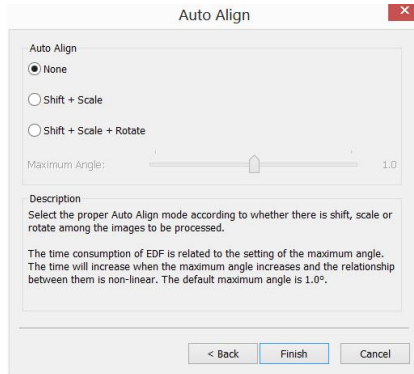 Auto Align
Auto Align
None
Shift + Scale
Shift + Scale + Rotate
Maximum Angle: 1.0
Description
Select the proper Auto Align mode according to whether there is shift, scale or
rotate among the images to be processed.
The time consumption of EDF is related to the setting of the maximum angle.
The time will increase when the maximum angle increases and the relationship
between them is non-linear. The default maximum angle is 1.0º.
< Back Finish Cancel